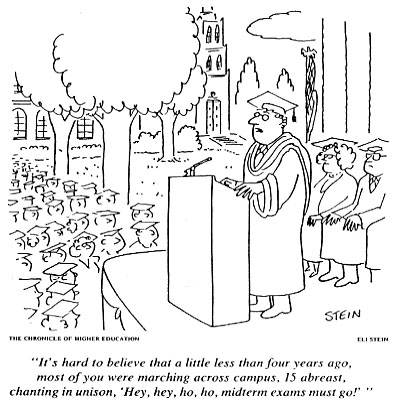 STEIN
THE CHRONICLE OF HIGHER EDUCATION
ELI STEIN
"It's hard to believe that a little less than four years ago,
most of you were marching across campus, 15 abreast,
chanting in unison, 'Hey, hey, ho, ho, midterm exams must go!' "